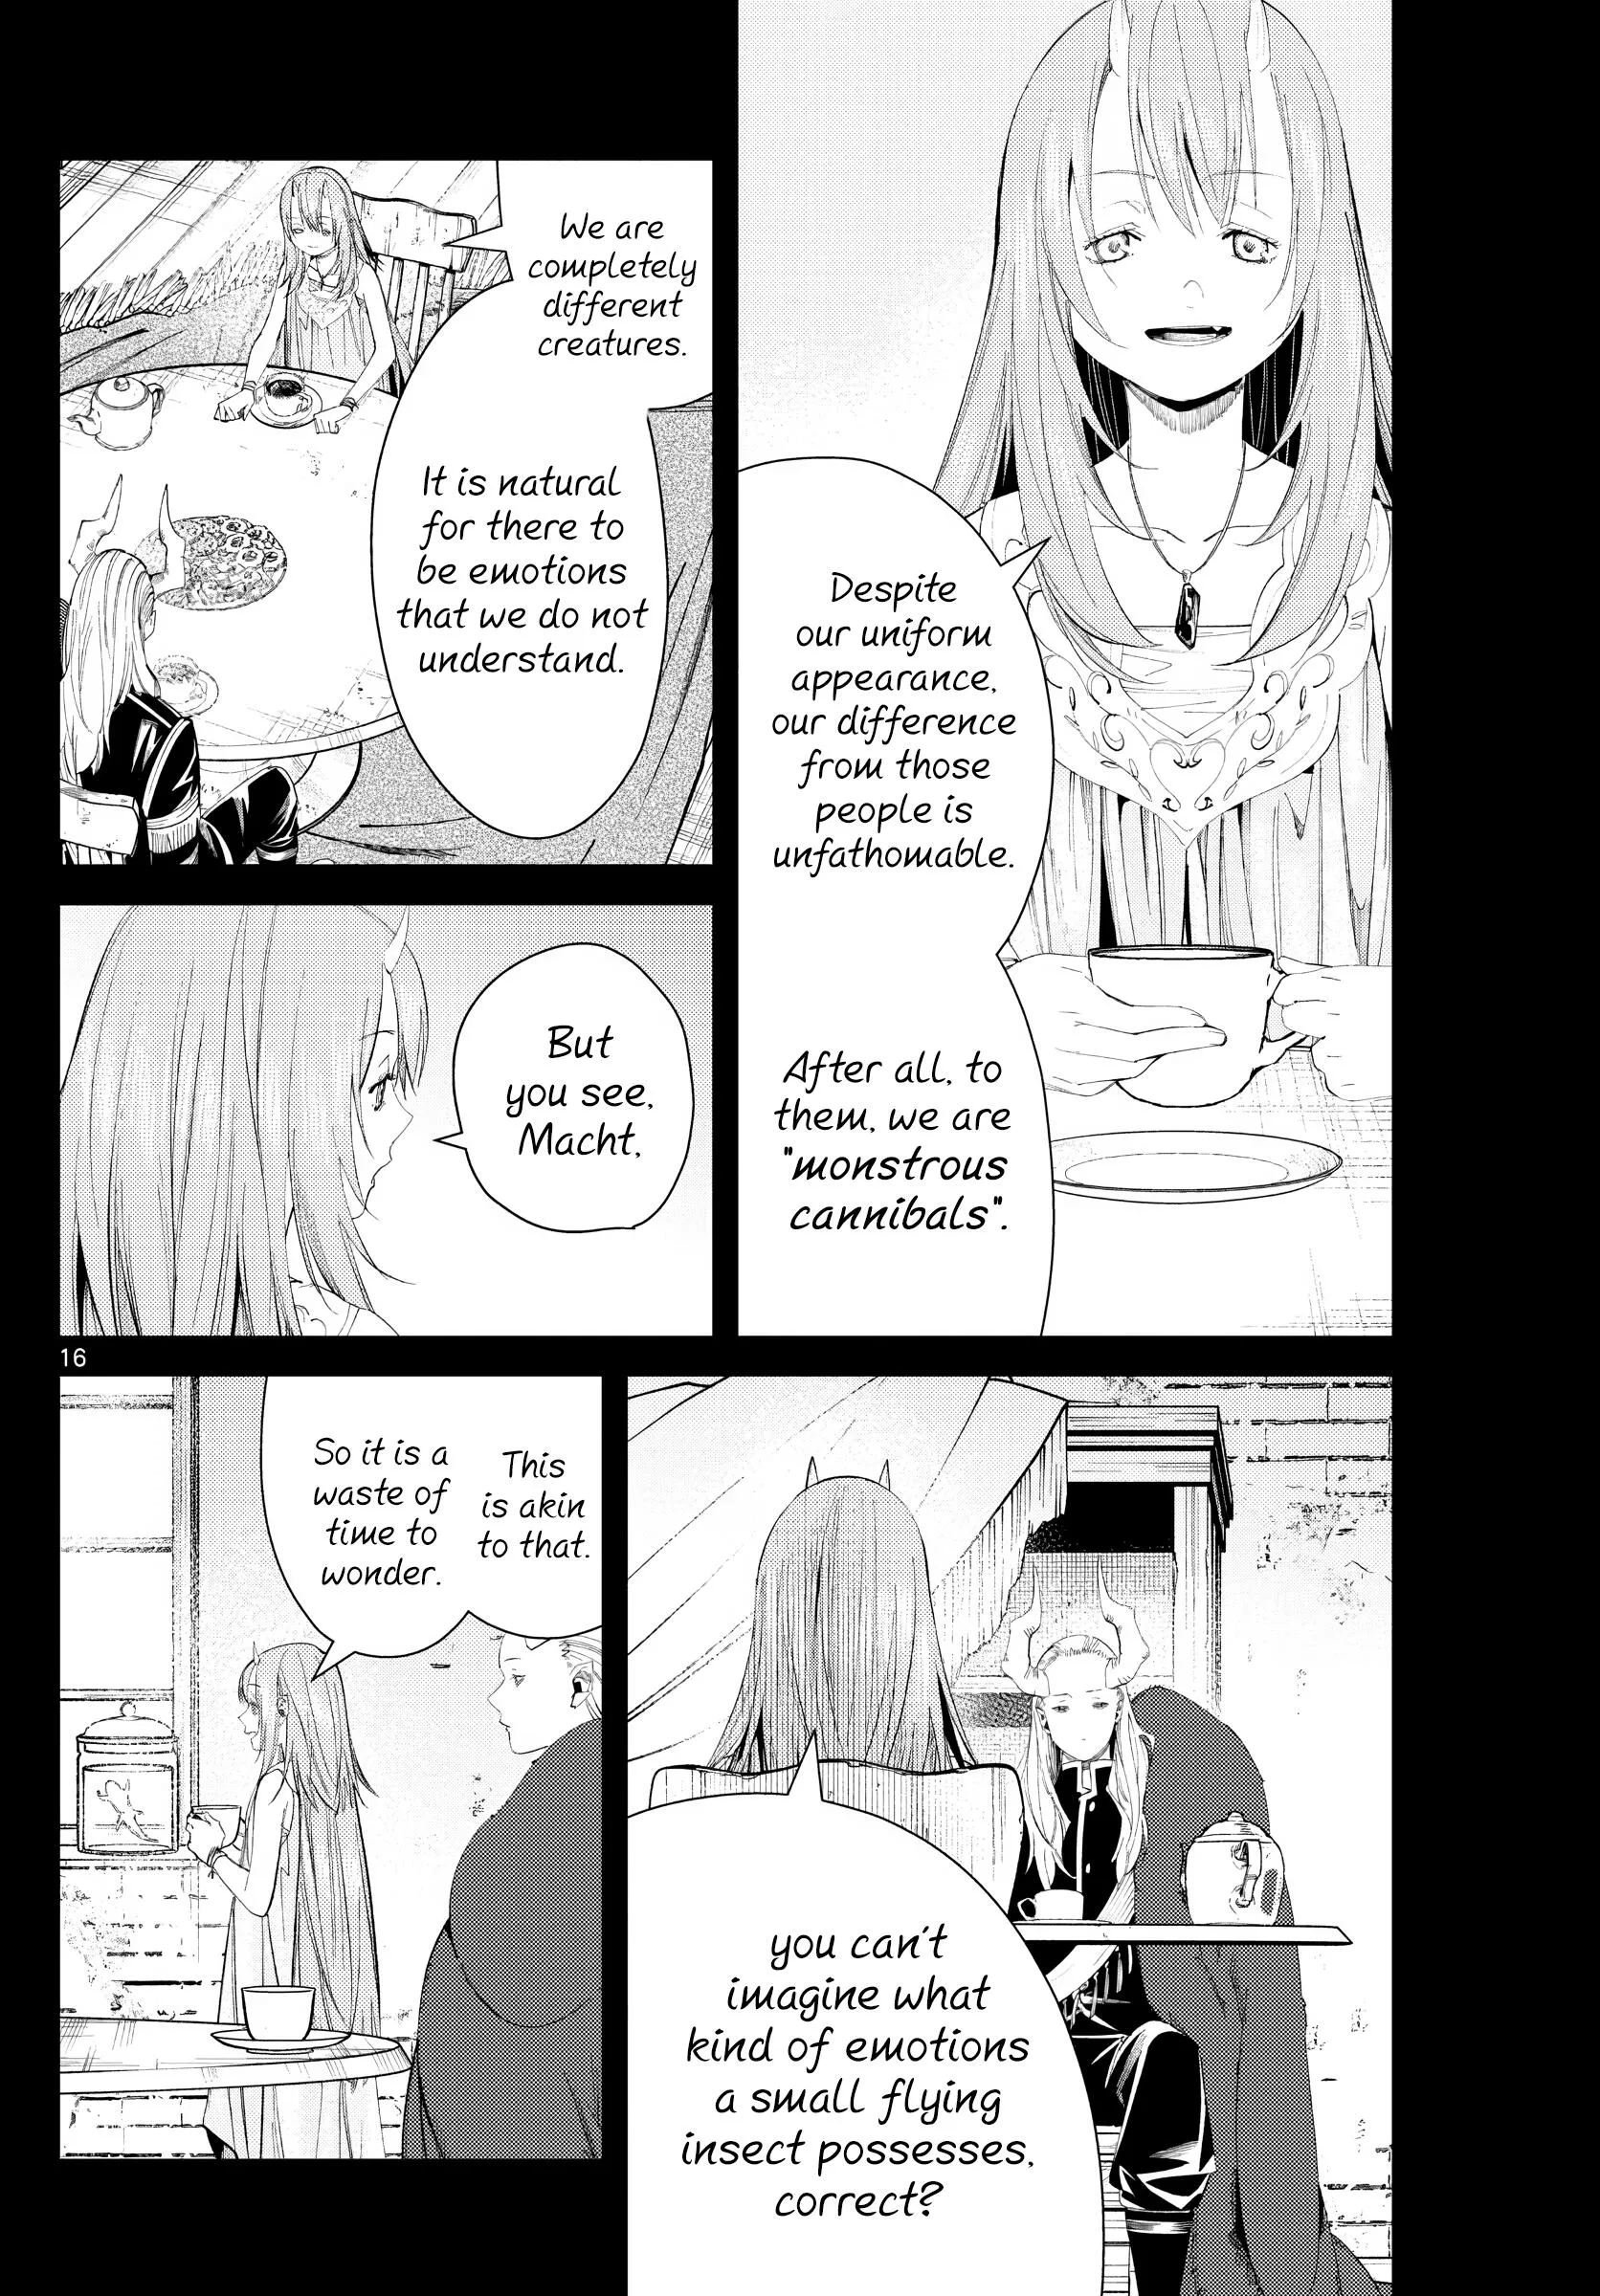 Despite
our uniform
appearance,
our difference
from those
people is
unfathomable.
After all, to
them, we are
"monstrous
cannibals".
We are
completely
different
creatures.
It is natural
for there to
be emotions
that we do not
understand.
But
you see,
Macht,
you can't
imagine what
kind of emotions
a small flying
insect possesses,
correct?
This
is akin
to that.
So it is a
waste of
time to
wonder.
16